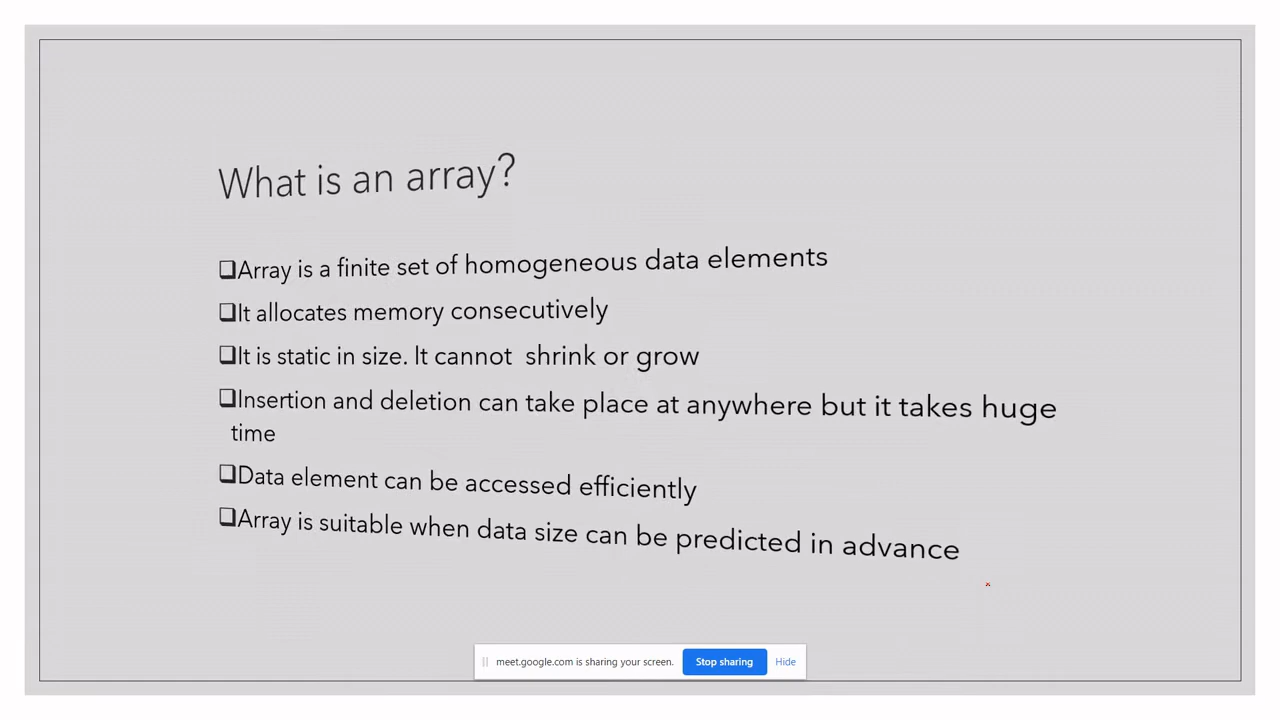 What is an array?
❑Array is a finite set of homogeneous data elements
❑It allocates memory consecutively
❑It is static in size. It cannot  shrink or grow
❑Insertion and deletion can take place at anywhere but it takes huge
time
❑Data element can be accessed efficiently
❑Array is suitable when data size can be predicted in advance
meet.google.com is sharing your screen. Stop sharing Hide